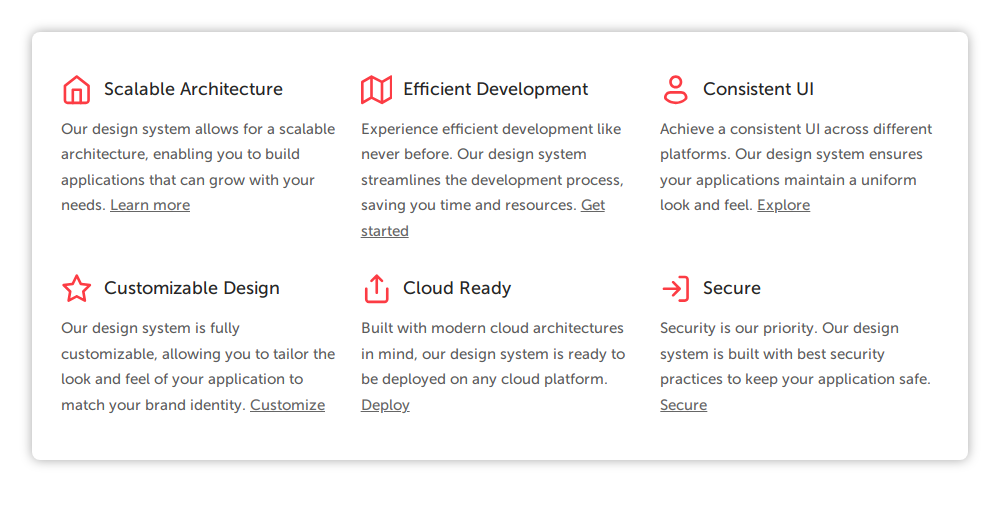 Scalable Architecture
Our design system allows for a scalable
architecture, enabling you to build
applications that can grow with your
needs. Learn more
Efficient Development
Experience efficient development like
never before. Our design system
streamlines the development process,
saving you time and resources. Get
started
Consistent UI
Achieve a consistent UI across different
platforms. Our design system ensures
your applications maintain a uniform
look and feel. Explore
Customizable Design
Our design system is fully
customizable, allowing you to tailor the
look and feel of your application to
match your brand identity. Customize
Cloud Ready
Built with modern cloud architectures
in mind, our design system is ready to
be deployed on any cloud platform.
Deploy
Secure
Security is our priority. Our design
system is built with best security
practices to keep your application safe.
Secure